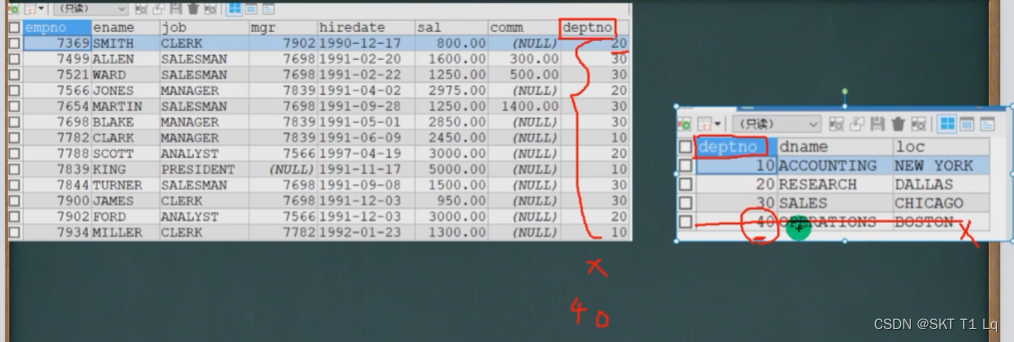 (只读)
empno ename job mgr hiredate sal comm deptno
7369 SMITH CLERK 7902 1990-12-17 800.00 (NULL) 20
7499 ALLEN SALESMAN 7698 1991-02-20 1600.00 300.00 30
7521 WARD SALESMAN 7698 1991-02-22 1250.00 500.00 30
7566 JONES MANAGER 7839 1991-04-02 2975.00 (NULL) 20
7654 MARTIN SALESMAN 7698 1991-09-28 1250.00 1400.00 30
7698 BLAKE MANAGER 7839 1991-05-01 2850.00 (NULL) 30
7782 CLARK MANAGER 7839 1991-06-09 2450.00 (NULL) 10
7788 SCOTT ANALYST 7566 1997-04-19 3000.00 (NULL) 20
7839 KING PRESIDENT (NULL) 1991-11-17 5000.00 (NULL) 10
7844 TURNER SALESMAN 7698 1991-09-08 1500.00 (NULL) 30
7900 JAMES CLERK 7698 1991-12-03 950.00 (NULL) 30
7902 FORD ANALYST 7566 1991-12-03 3000.00 (NULL) 20
7934 MILLER CLERK 7782 1992-01-23 1300.00 (NULL) 10
x
40
(只读)
deptno dname loc
10 ACCOUNTING NEW YORK
20 RESEARCH DALLAS
30 SALES CHICAGO
40 OPERATIONS BOSTON x
CSDN @SKT T1 Lq